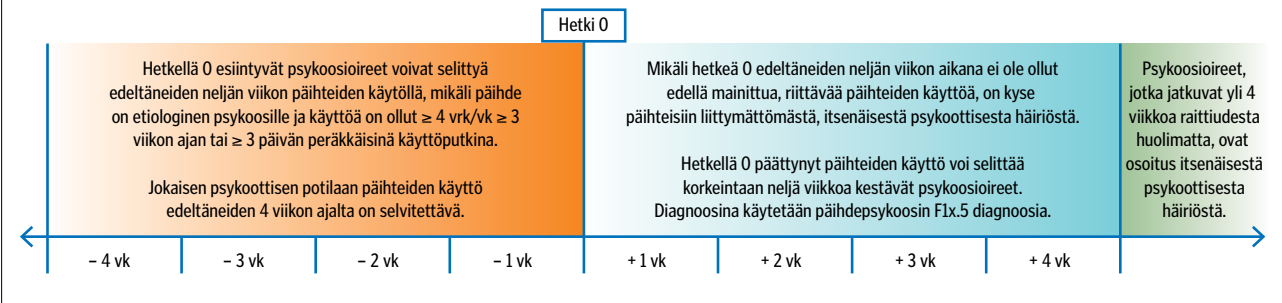 Hetki 0
Hetkellä 0 esiintyvät psykoosioireet voivat selittyä
edeltäneiden neljän viikon päihteiden käytöllä, mikäli päihde
on etiologinen psykoosille ja käyttöä on ollut ≥ 4 vrk/vk ≥ 3
viikon ajan tai ≥ 3 päivän peräkkäisinä käyttöputkina.
Jokaisen psykoottisen potilaan päihteiden käyttö
edeltäneiden 4 viikon ajalta on selvitettävä.
Mikäli hetkeä 0 edeltäneiden neljän viikon aikana ei ole ollut
edellä mainittua, riittävää päihteiden käyttöä, on kyse
päihteisiin liittymättömästä, itsenäisestä psykoottisesta häiriöstä.
Hetkellä 0 päättynyt päihteiden käyttö voi selittää
korkeintaan neljä viikkoa kestävät psykoosioireet.
Diagnoosina käytetään päihdepsykoosin F1x.5 diagnoosia.
Psykoosioireet,
jotka jatkuvat yli 4
viikkoa raittiudesta
huolimatta, ovat
osoitus itsenäisestä
psykoottisesta
häiriöstä.
– 4 vk
– 3 vk
– 2 vk
– 1 vk
+ 1 vk
+ 2 vk
+ 3 vk
+ 4 vk